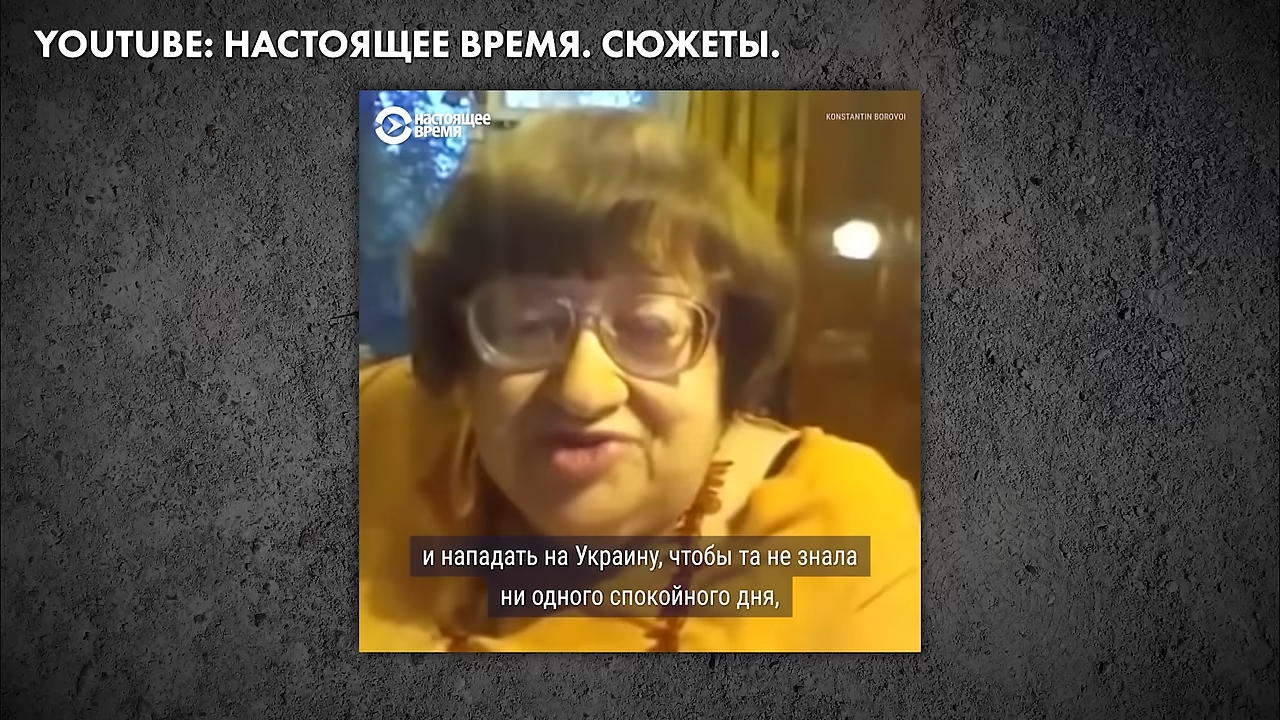 YOUTUBE: НАСТОЯЩЕЕ ВРЕМЯ. СЮЖЕТЫ.
НАСТОЯЩЕЕ
ВРЕМЯ
KONSTANTIN BOROVOI
и нападать на Украину, чтобы та не знала
ни одного спокойного дня,